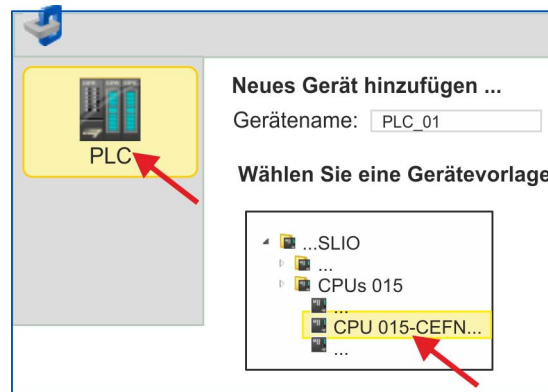 PLC
Neues Gerät hinzufügen ...
Gerätename: PLC_01
Wählen Sie eine Gerätevorlage
...SLIO
...
CPUs 015
...
CPU 015-CEFN...
...